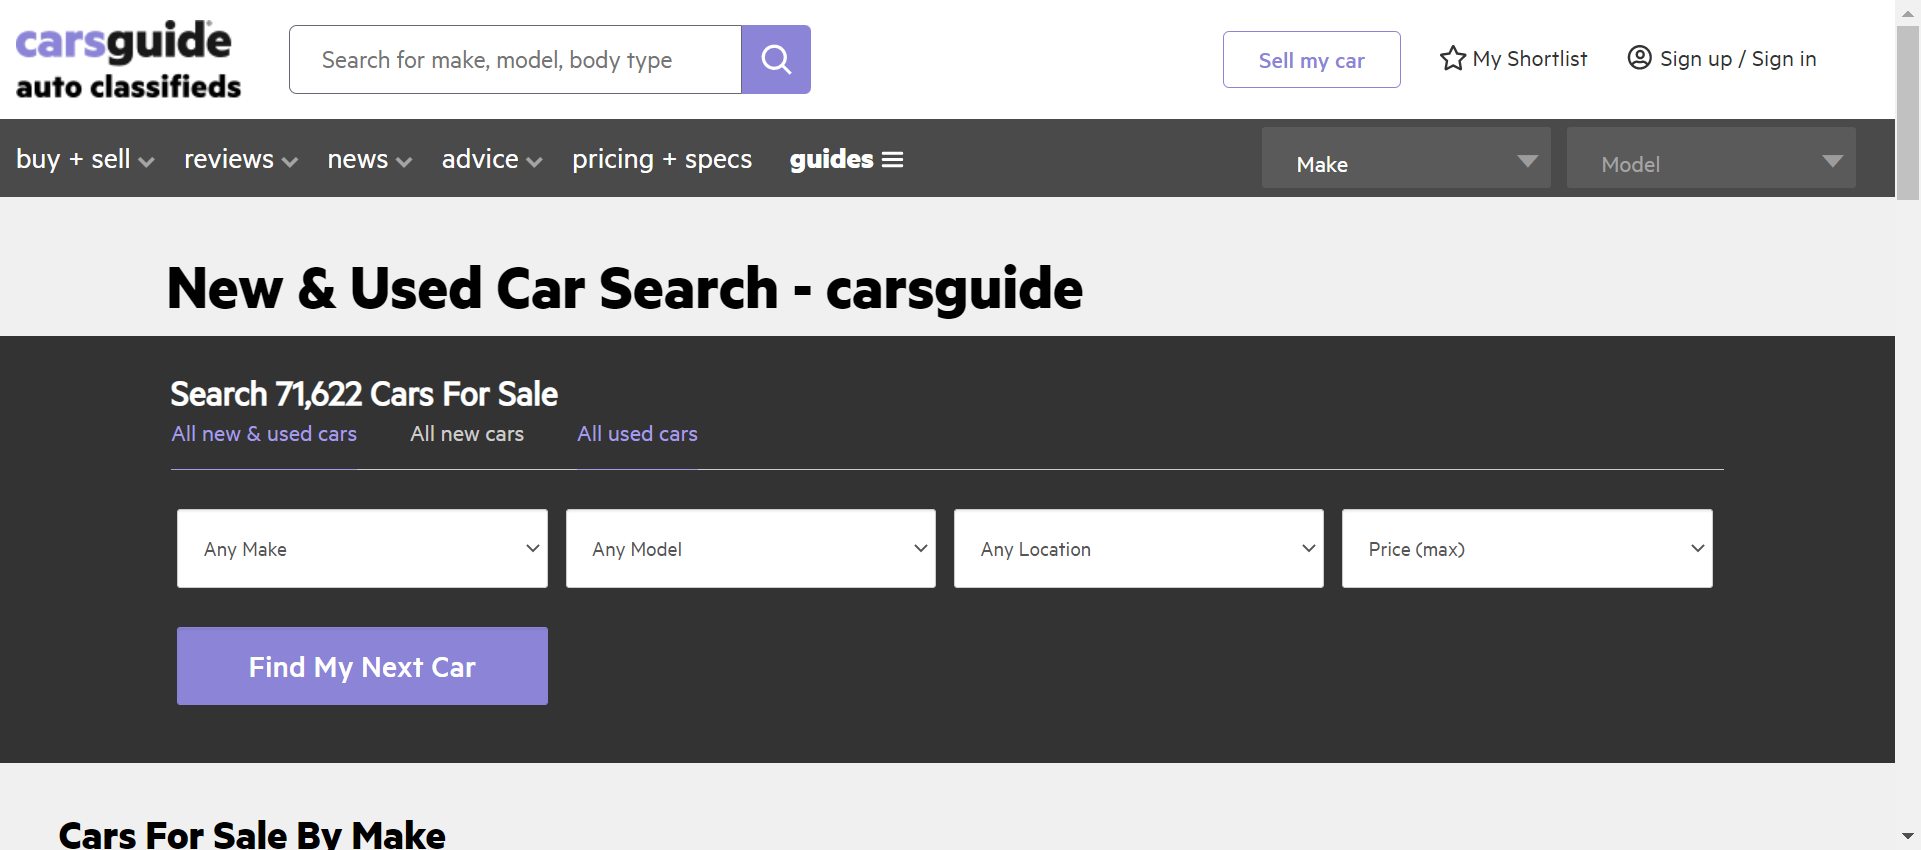 carsguide
auto classifieds
Search for make, model, body type
Sell my car
My Shortlist
Sign up / Sign in
buy + sell
reviews
news
advice
pricing + specs
guides
Make
Model
New & Used Car Search - carsguide
Search 71,622 Cars For Sale
All new & used cars
All new cars
All used cars
Any Make
Any Model
Any Location
Price (max)
Find My Next Car
Cars For Sale By Make